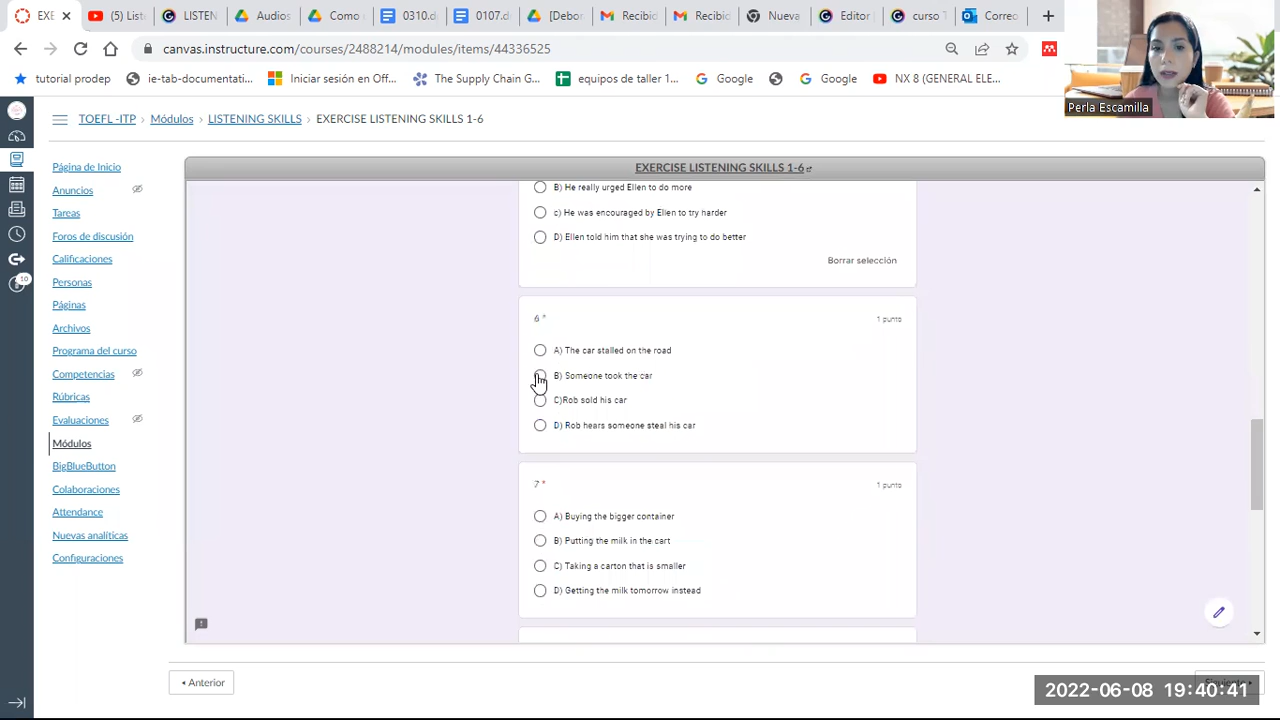 EXE
(5) Liste
LISTEN
Audios
Como
0310.d
0107.d
[Debor
Recibid
Recib
Nueva
Editor
curso T
Correo
canvas.instructure.com/courses/2488214/modules/items/44336525
tutorial prodep
ie-tab-documentati...
Iniciar sesión en Off...
The Supply Chain G...
equipos de taller 1...
Google
Google
NX 8 (GENERAL ELE...
Perla Escamilla
TOEFL -ITP
Módulos
LISTENING SKILLS
EXERCISE LISTENING SKILLS 1-6
Página de Inicio
Anuncios
Tareas
Foros de discusión
Calificaciones
Personas
Páginas
Archivos
Programa del curso
Competencias
Rúbricas
Evaluaciones
Módulos
BigBlueButton
Colaboraciones
Attendance
Nuevas analíticas
Configuraciones
10
EXERCISE LISTENING SKILLS 1-6
B) He really urged Ellen to do more
c) He was encouraged by Ellen to try harder
D) Ellen told him that she was trying to do better
Borrar selección
6 *
1 punto
A) The car stalled on the road
B) Someone took the car
C)Rob sold his car
D) Rob hears someone steal his car
7 *
1 punto
A) Buying the bigger container
B) Putting the milk in the cart
C) Taking a carton that is smaller
D) Getting the milk tomorrow instead
Anterior
Siguiente
2022-06-08 19:40:41